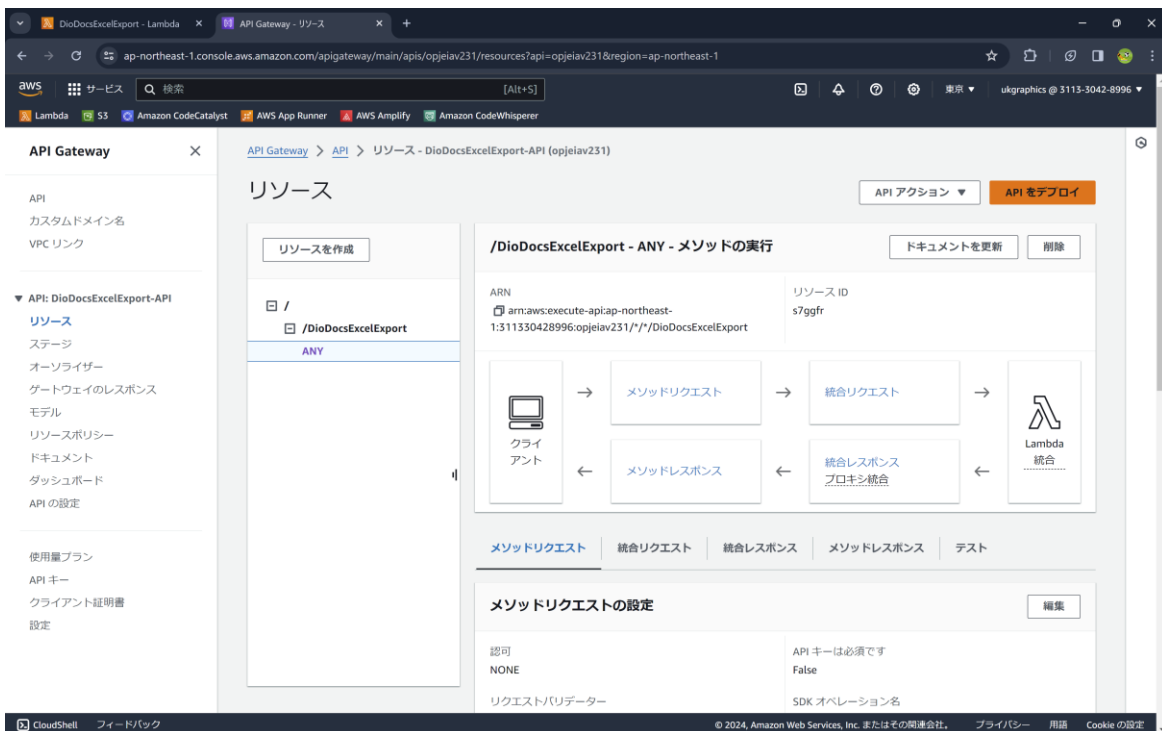 DioDocsExcelExport - Lambda
API Gateway - リソース
ap-northeast-1.console.aws.amazon.com/apigateway/main/apis/opjeiav231/resources?api=opjeiav231&region=ap-northeast-1
aws
サービス
検索
[Alt+S]
東京 ▼
ukgraphics @ 3113-3042-8996 ▼
Lambda
S3
Amazon CodeCatalyst
AWS App Runner
AWS Amplify
Amazon CodeWhisperer
API Gateway
API
カスタムドメイン名
VPC リンク
▼ API: DioDocsExcelExport-API
リソース
ステージ
オーソライザー
ゲートウェイのレスポンス
モデル
リソースポリシー
ドキュメント
ダッシュボード
API の設定
使用量プラン
API キー
クライアント証明書
設定
API Gateway > API > リソース - DioDocsExcelExport-API (opjeiav231)
リソース
API アクション ▼
API をデプロイ
リソースを作成
/
/DioDocsExcelExport
ANY
/DioDocsExcelExport - ANY - メソッドの実行
ドキュメントを更新
削除
ARN
arn:aws:execute-api:ap-northeast-
1:311330428996:opjeiav231/*/*/DioDocsExcelExport
リソース ID
s7ggfr
クライ
アント
メソッドリクエスト
統合リクエスト
Lambda
統合
メソッドレスポンス
統合レスポンス
プロキシ統合
メソッドリクエスト
統合リクエスト
統合レスポンス
メソッドレスポンス
テスト
メソッドリクエストの設定
編集
認可
NONE
API キーは必須です
False
リクエストバリデーター
SDK オペレーション名
CloudShell
フィードバック
© 2024, Amazon Web Services, Inc. またはその関連会社。
プライバシー
用語
Cookie の設定